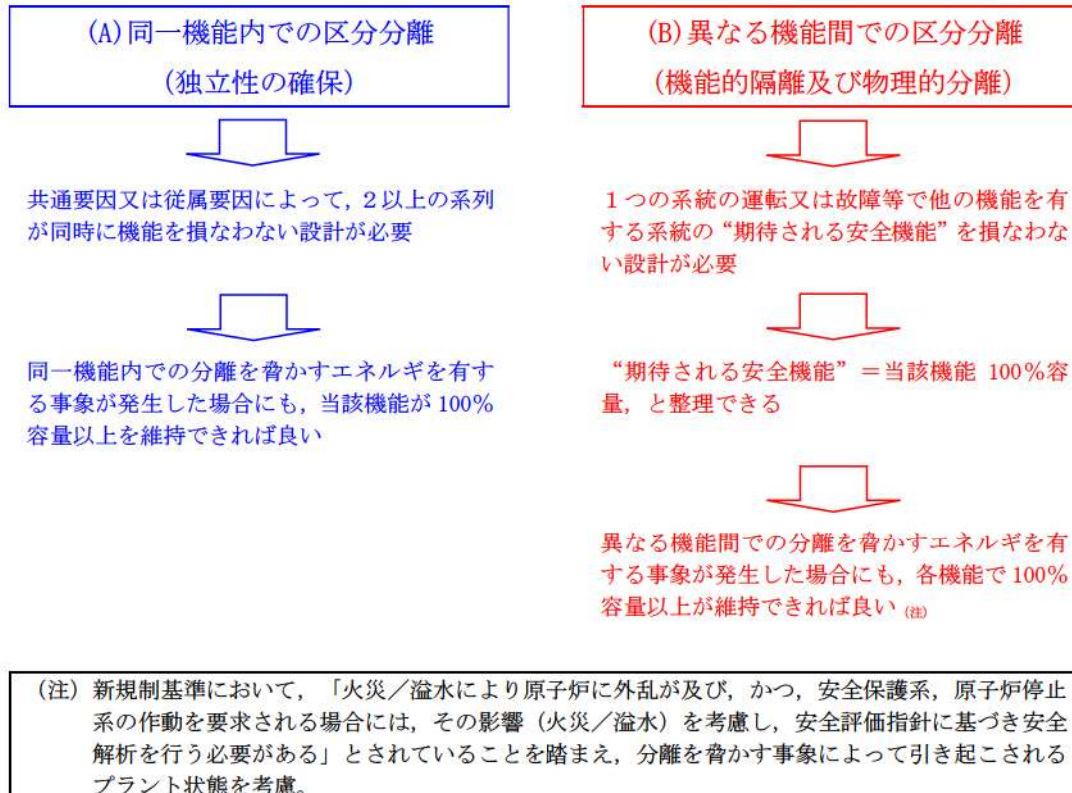 (A)同一機能内での区分分離
(独立性の確保)
共通要因又は従属要因によって，２以上の系列
が同時に機能を損なわない設計が必要
同一機能内での分離を脅かすエネルギを有す
る事象が発生した場合にも，当該機能が 100%
容量以上を維持できれば良い
(B)異なる機能間での区分分離
(機能的隔離及び物理的分離)
１つの系統の運転又は故障等で他の機能を有
する系統の“期待される安全機能”を損なわな
い設計が必要
“期待される安全機能”＝当該機能 100%容
量，と整理できる
異なる機能間での分離を脅かすエネルギを有
する事象が発生した場合にも，各機能で 100%
容量以上が維持できれば良い (注)
(注) 新規制基準において，「火災／溢水により原子炉に外乱が及び，かつ，安全保護系，原子炉停止
系の作動を要求される場合には，その影響（火災／溢水）を考慮し，安全評価指針に基づき安全
解析を行う必要がある」とされていることを踏まえ，分離を脅かす事象によって引き起こされる
プラント状態を考慮。